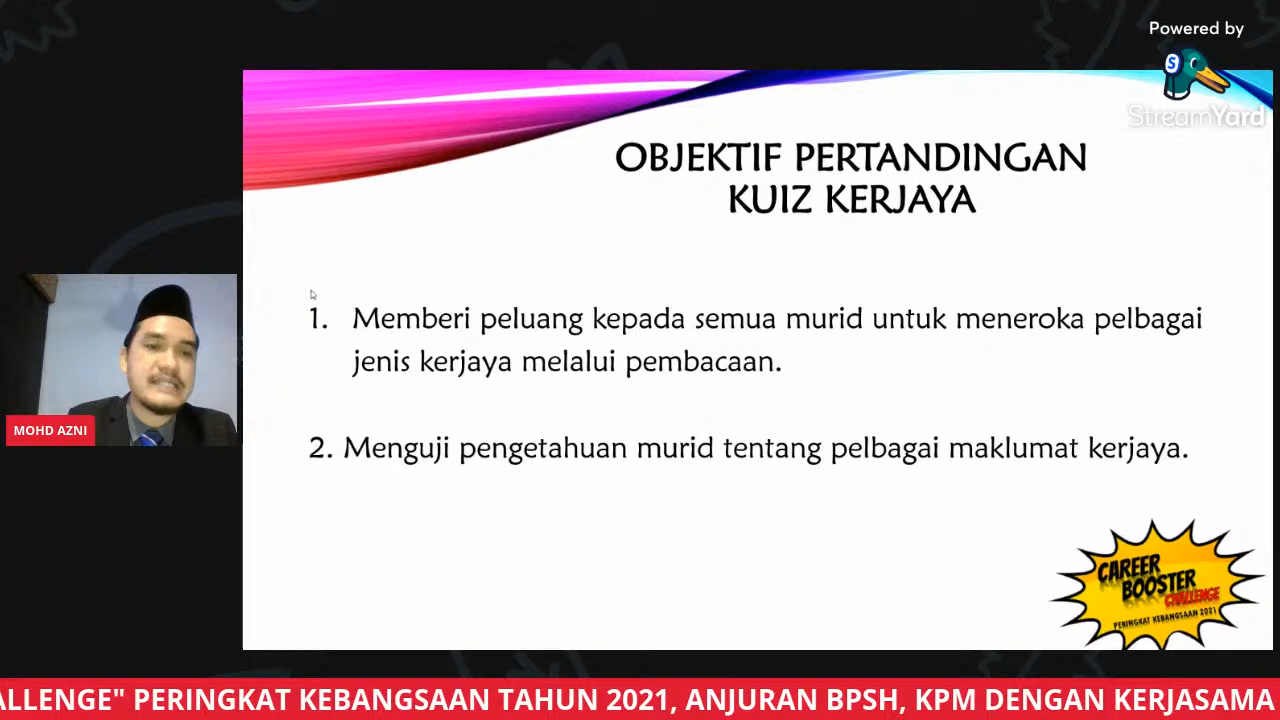 Powered by
S
StreamYard
OBJEKTIF PERTANDINGAN
KUIZ KERJAYA
1. Memberi peluang kepada semua murid untuk meneroka pelbagai
jenis kerjaya melalui pembacaan.
2. Menguji pengetahuan murid tentang pelbagai maklumat kerjaya.
MOHD AZNI
CAREER
BOOSTER
CHALLENGE
PERINGKAT KEBANGSAAN 2021
ALLENGE" PERINGKAT KEBANGSAAN TAHUN 2021, ANJURAN BPSH, KPM DENGAN KERJASAMA